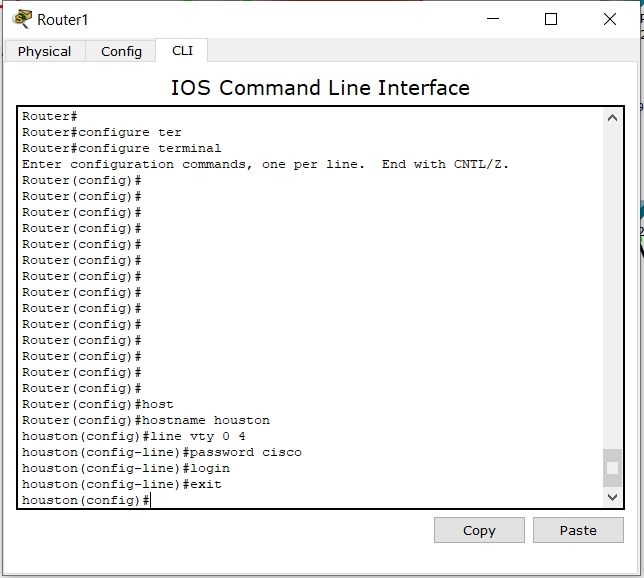 Router1
Physical Config CLI
IOS Command Line Interface
Router#
Router#configure ter
Router#configure terminal
Enter configuration commands, one per line.  End with CNTL/Z.
Router(config)#
Router(config)#
Router(config)#
Router(config)#
Router(config)#
Router(config)#
Router(config)#
Router(config)#
Router(config)#
Router(config)#
Router(config)#
Router(config)#
Router(config)#
Router(config)#
Router(config)#host
Router(config)#hostname houston
houston(config)#line vty 0 4
houston(config-line)#password cisco
houston(config-line)#login
houston(config-line)#exit
houston(config)#
Copy Paste